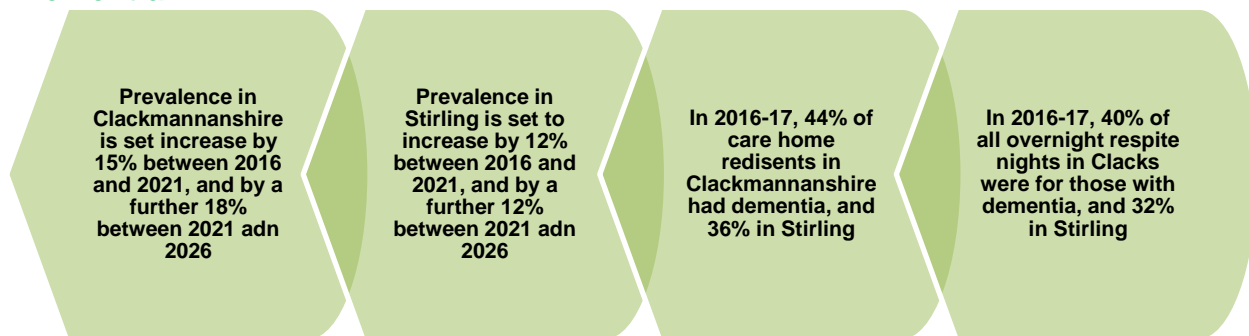 Prevalence in
Clackmannanshire
is set increase by
15% between 2016
and 2021, and by a
further 18%
between 2021 adn
2026
Prevalence in
Stirling is set to
increase by 12%
between 2016 and
2021, and by a
further 12%
between 2021 adn
2026
In 2016-17, 44% of
care home
redisents in
Clackmannanshire
had dementia, and
36% in Stirling
In 2016-17, 40% of
all overnight respite
nights in Clacks
were for those with
dementia, and 32%
in Stirling